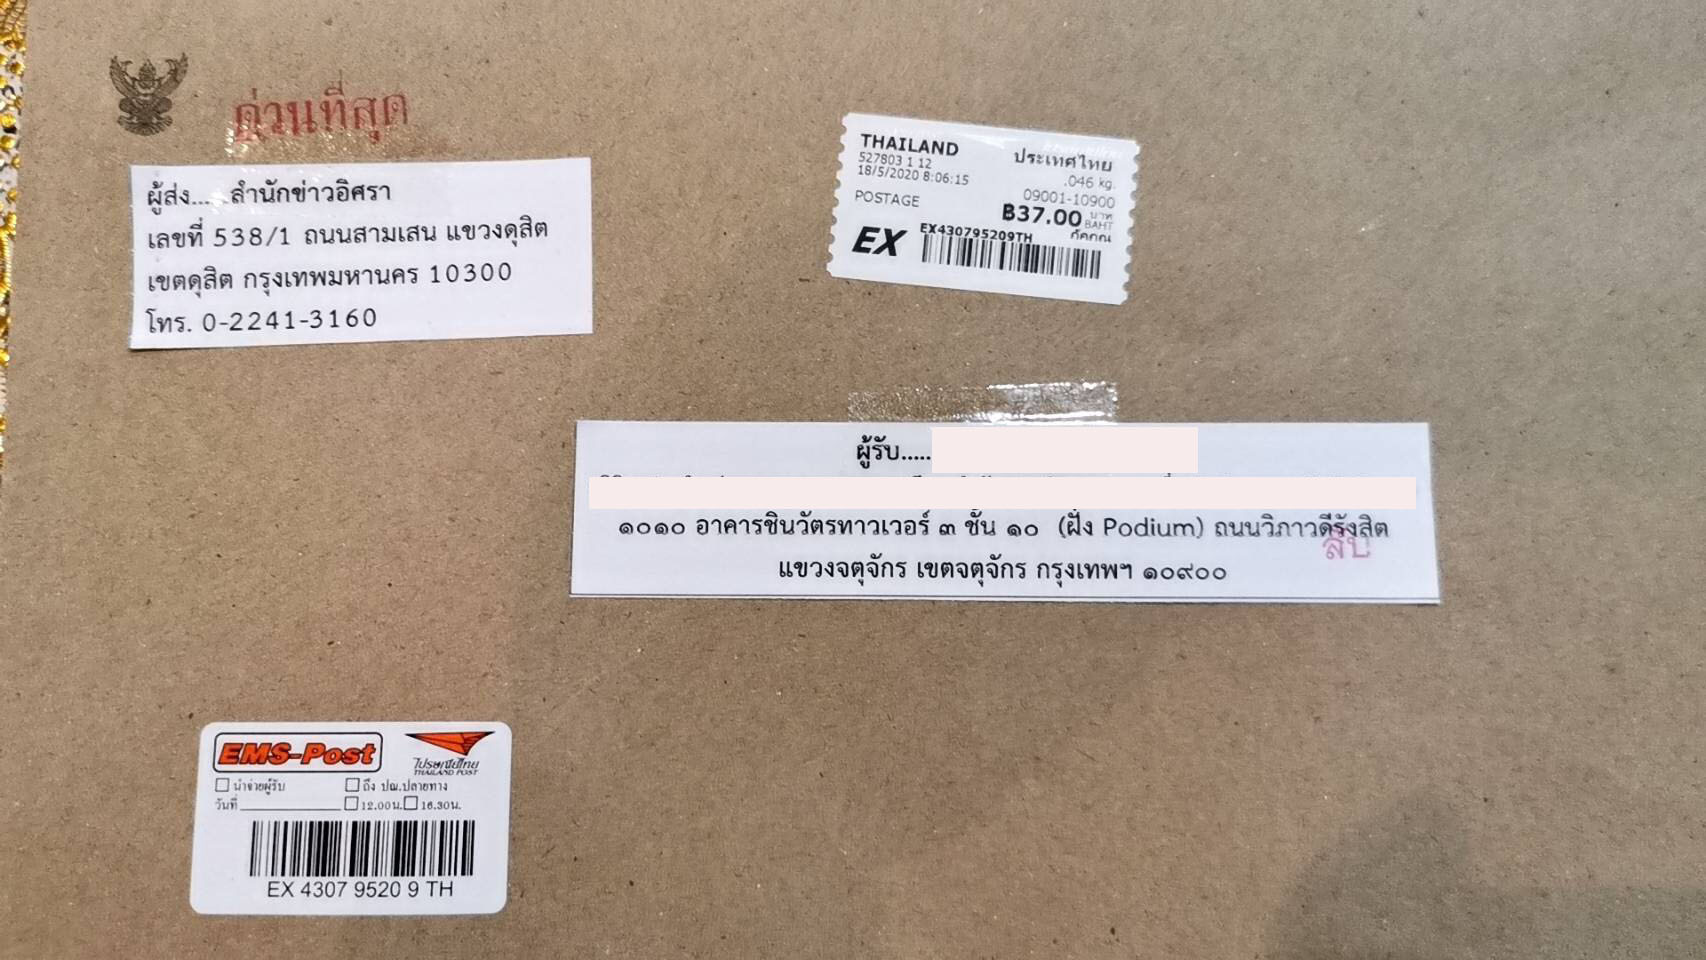 ด่วนที่สุด
ผู้ส่ง.....สำนักข่าวอิศรา
เลขที่ 538/1 ถนนสามเสน แขวงดุสิต
เขตดุสิต กรุงเทพมหานคร 10300
โทร. 0-2241-3160
THAILAND
ประเทศไทย
527803 1 12
.046 kg.
18/5/2020 8:06:15
09001-10900
POSTAGE
฿37.00 บาท BAHT
EX
EX430795209TH
ผู้รับ.....
๑๐๑๐ อาคารชินวัตรทาวเวอร์ ๓ ชั้น ๑๐ (ฝั่ง Podium) ถนนวิภาวดีรังสิต
แขวงจตุจักร เขตจตุจักร กรุงเทพฯ ๑๐๙๐๐
EMS-Post
ไปรษณีย์ไทย
THAILAND POST
นำจ่ายผู้รับ
ถึง ปณ.ปลายทาง
วันที่
12.00น.
16.30น.
EX 4307 9520 9 TH